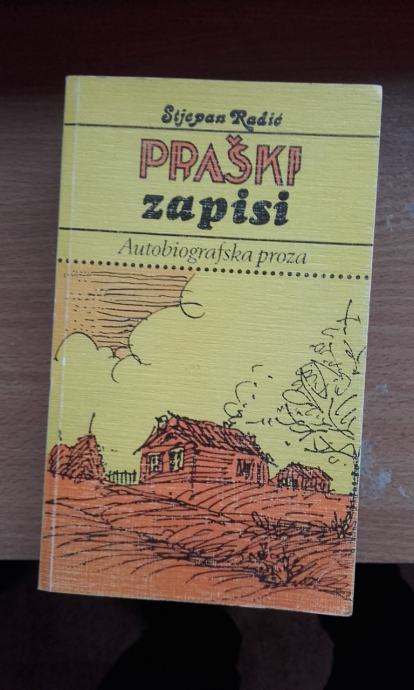 Stjepan Radić
PRAŠKI
zapisi
Autobiografska proza